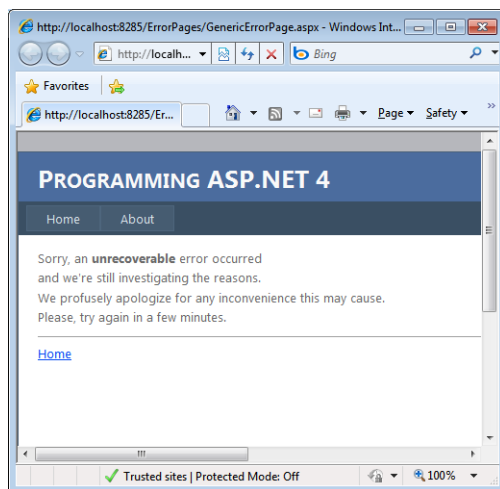 http://localhost:8285/ErrorPages/GenericErrorPage.aspx - Windows Int...
http://localh... Bing
Favorites
http://localhost:8285/Er... Page Safety »
PROGRAMMING ASP.NET 4
Home About
Sorry, an unrecoverable error occurred
and we're still investigating the reasons.
We profusely apologize for any inconvenience this may cause.
Please, try again in a few minutes.
Home
Trusted sites | Protected Mode: Off 100%